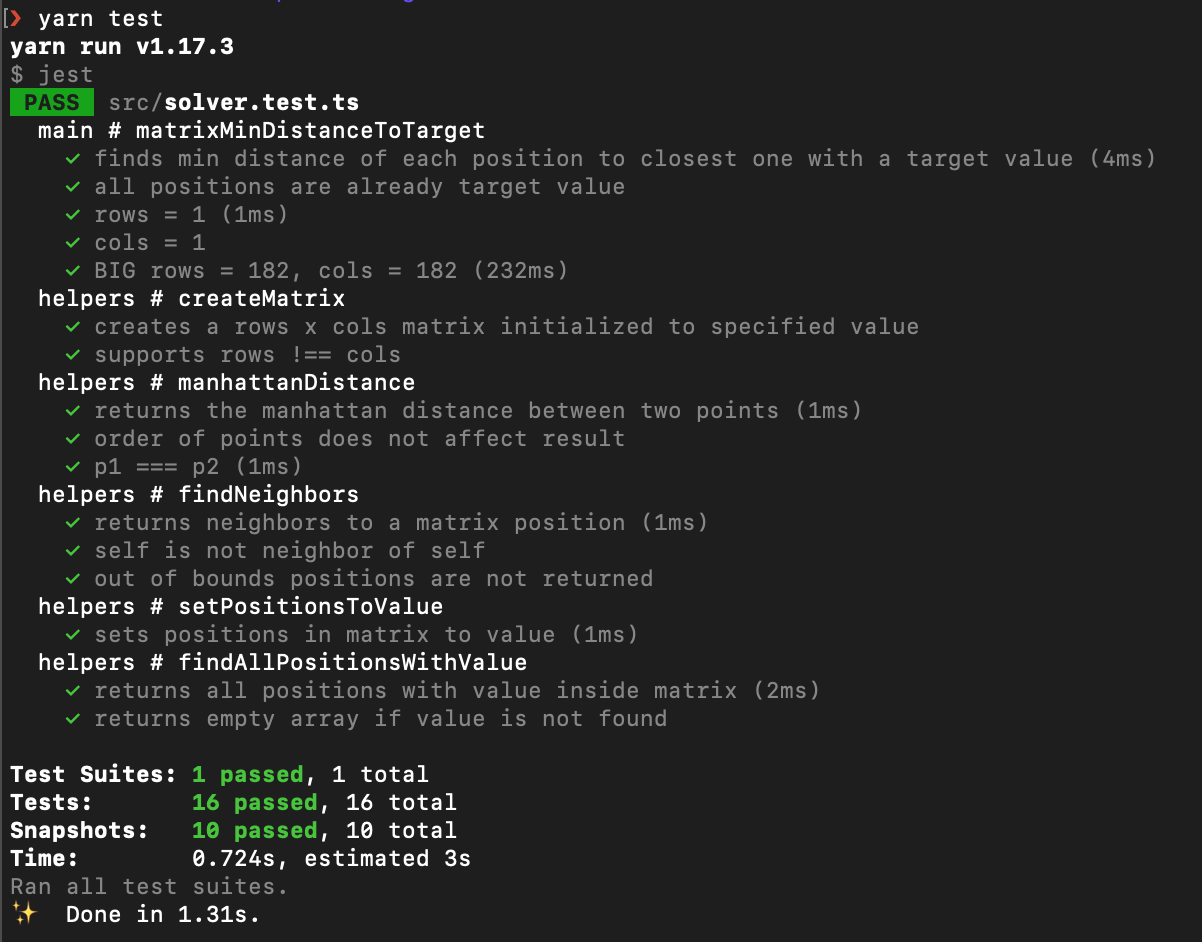 [❯ yarn test
yarn run v1.17.3
$ jest
PASS src/solver.test.ts
main # matrixMinDistanceToTarget
✓ finds min distance of each position to closest one with a target value (4ms)
✓ all positions are already target value
✓ rows = 1 (1ms)
✓ cols = 1
✓ BIG rows = 182, cols = 182 (232ms)
helpers # createMatrix
✓ creates a rows x cols matrix initialized to specified value
✓ supports rows !== cols
helpers # manhattanDistance
✓ returns the manhattan distance between two points (1ms)
✓ order of points does not affect result
✓ p1 === p2 (1ms)
helpers # findNeighbors
✓ returns neighbors to a matrix position (1ms)
✓ self is not neighbor of self
✓ out of bounds positions are not returned
helpers # setPositionsToValue
✓ sets positions in matrix to value (1ms)
helpers # findAllPositionsWithValue
✓ returns all positions with value inside matrix (2ms)
✓ returns empty array if value is not found
Test Suites: 1 passed, 1 total
Tests: 16 passed, 16 total
Snapshots: 10 passed, 10 total
Time: 0.724s, estimated 3s
Ran all test suites.
✨ Done in 1.31s.